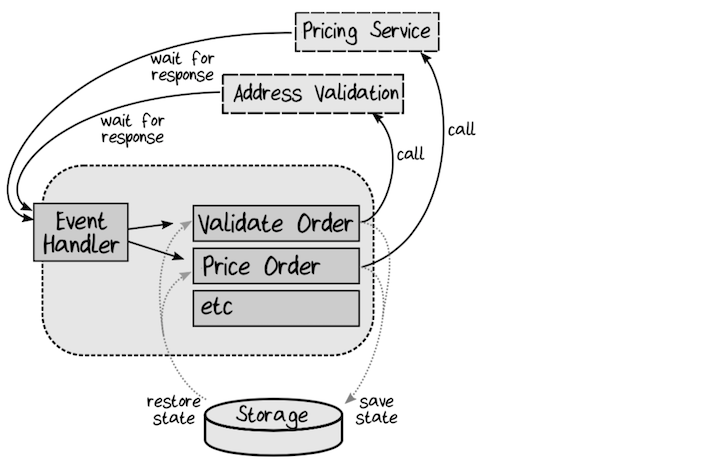 Pricing Service
wait for
response
Address Validation
wait for
response
call
call
Event
Handler
Validate Order
Price Order
etc
restore
state
Storage
save
state